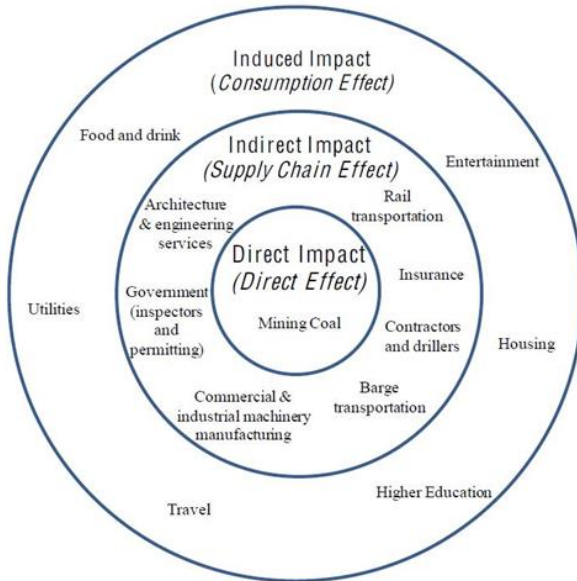 Induced Impact
(Consumption Effect)
Food and drink
Indirect Impact
(Supply Chain Effect)
Entertainment
Architecture
& engineering
services
Rail
transportation
Direct Impact
(Direct Effect)
Mining Coal
Insurance
Government
(inspectors
and
permitting)
Utilities
Contractors
and drillers
Housing
Commercial &
industrial machinery
manufacturing
Barge
transportation
Travel
Higher Education